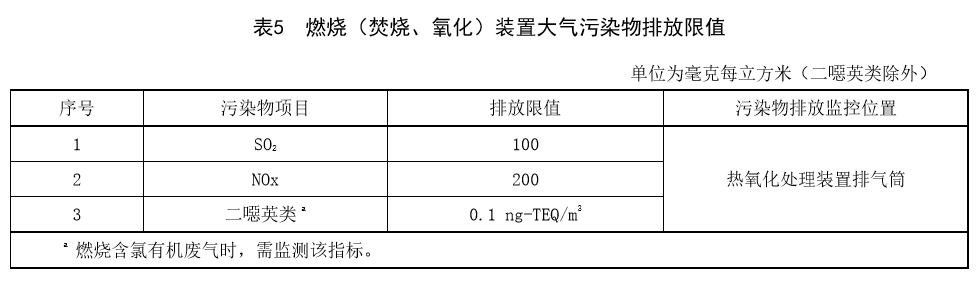 表5 燃烧（焚烧、氧化）装置大气污染物排放限值
单位为毫克每立方米（二噁英类除外）
序号 污染物项目 排放限值 污染物排放监控位置
1 SO₂ 100
2 NOx 200 热氧化处理装置排气筒
3 二噁英类ᵃ 0.1 ng-TEQ/m³
ᵃ 燃烧含氯有机废气时，需监测该指标。